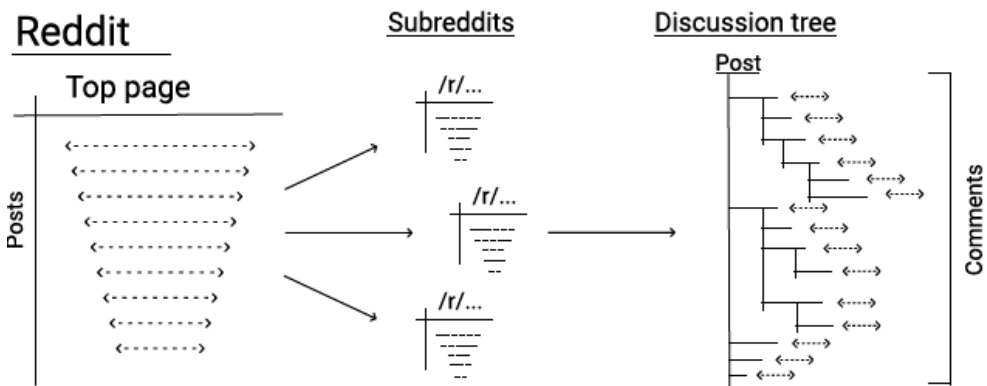 Reddit
Top page
Posts
Subreddits
/r/...
/r/...
/r/...
Discussion tree
Post
Comments